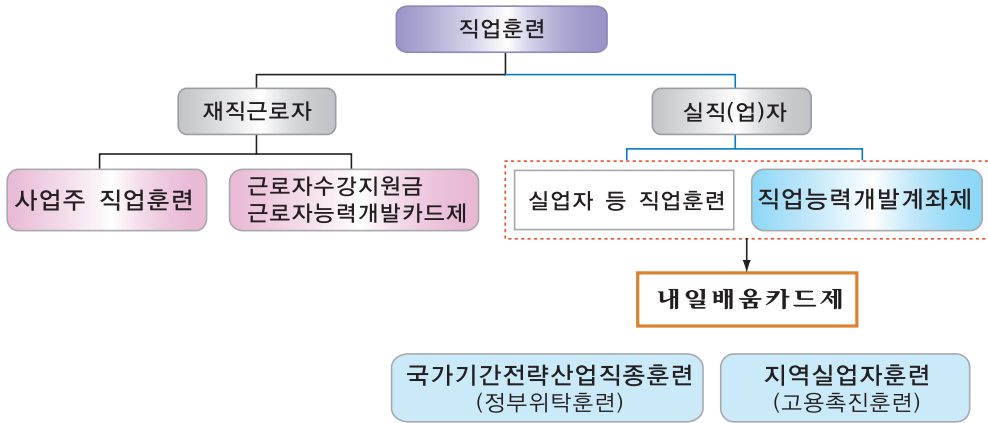 직업훈련
재직근로자
실직(업)자
사업주 직업훈련
근로자수강지원금
근로자능력개발카드제
실업자 등 직업훈련
직업능력개발계좌제
내일배움카드제
국가기간전략산업직종훈련
(정부위탁훈련)
지역실업자훈련
(고용촉진훈련)